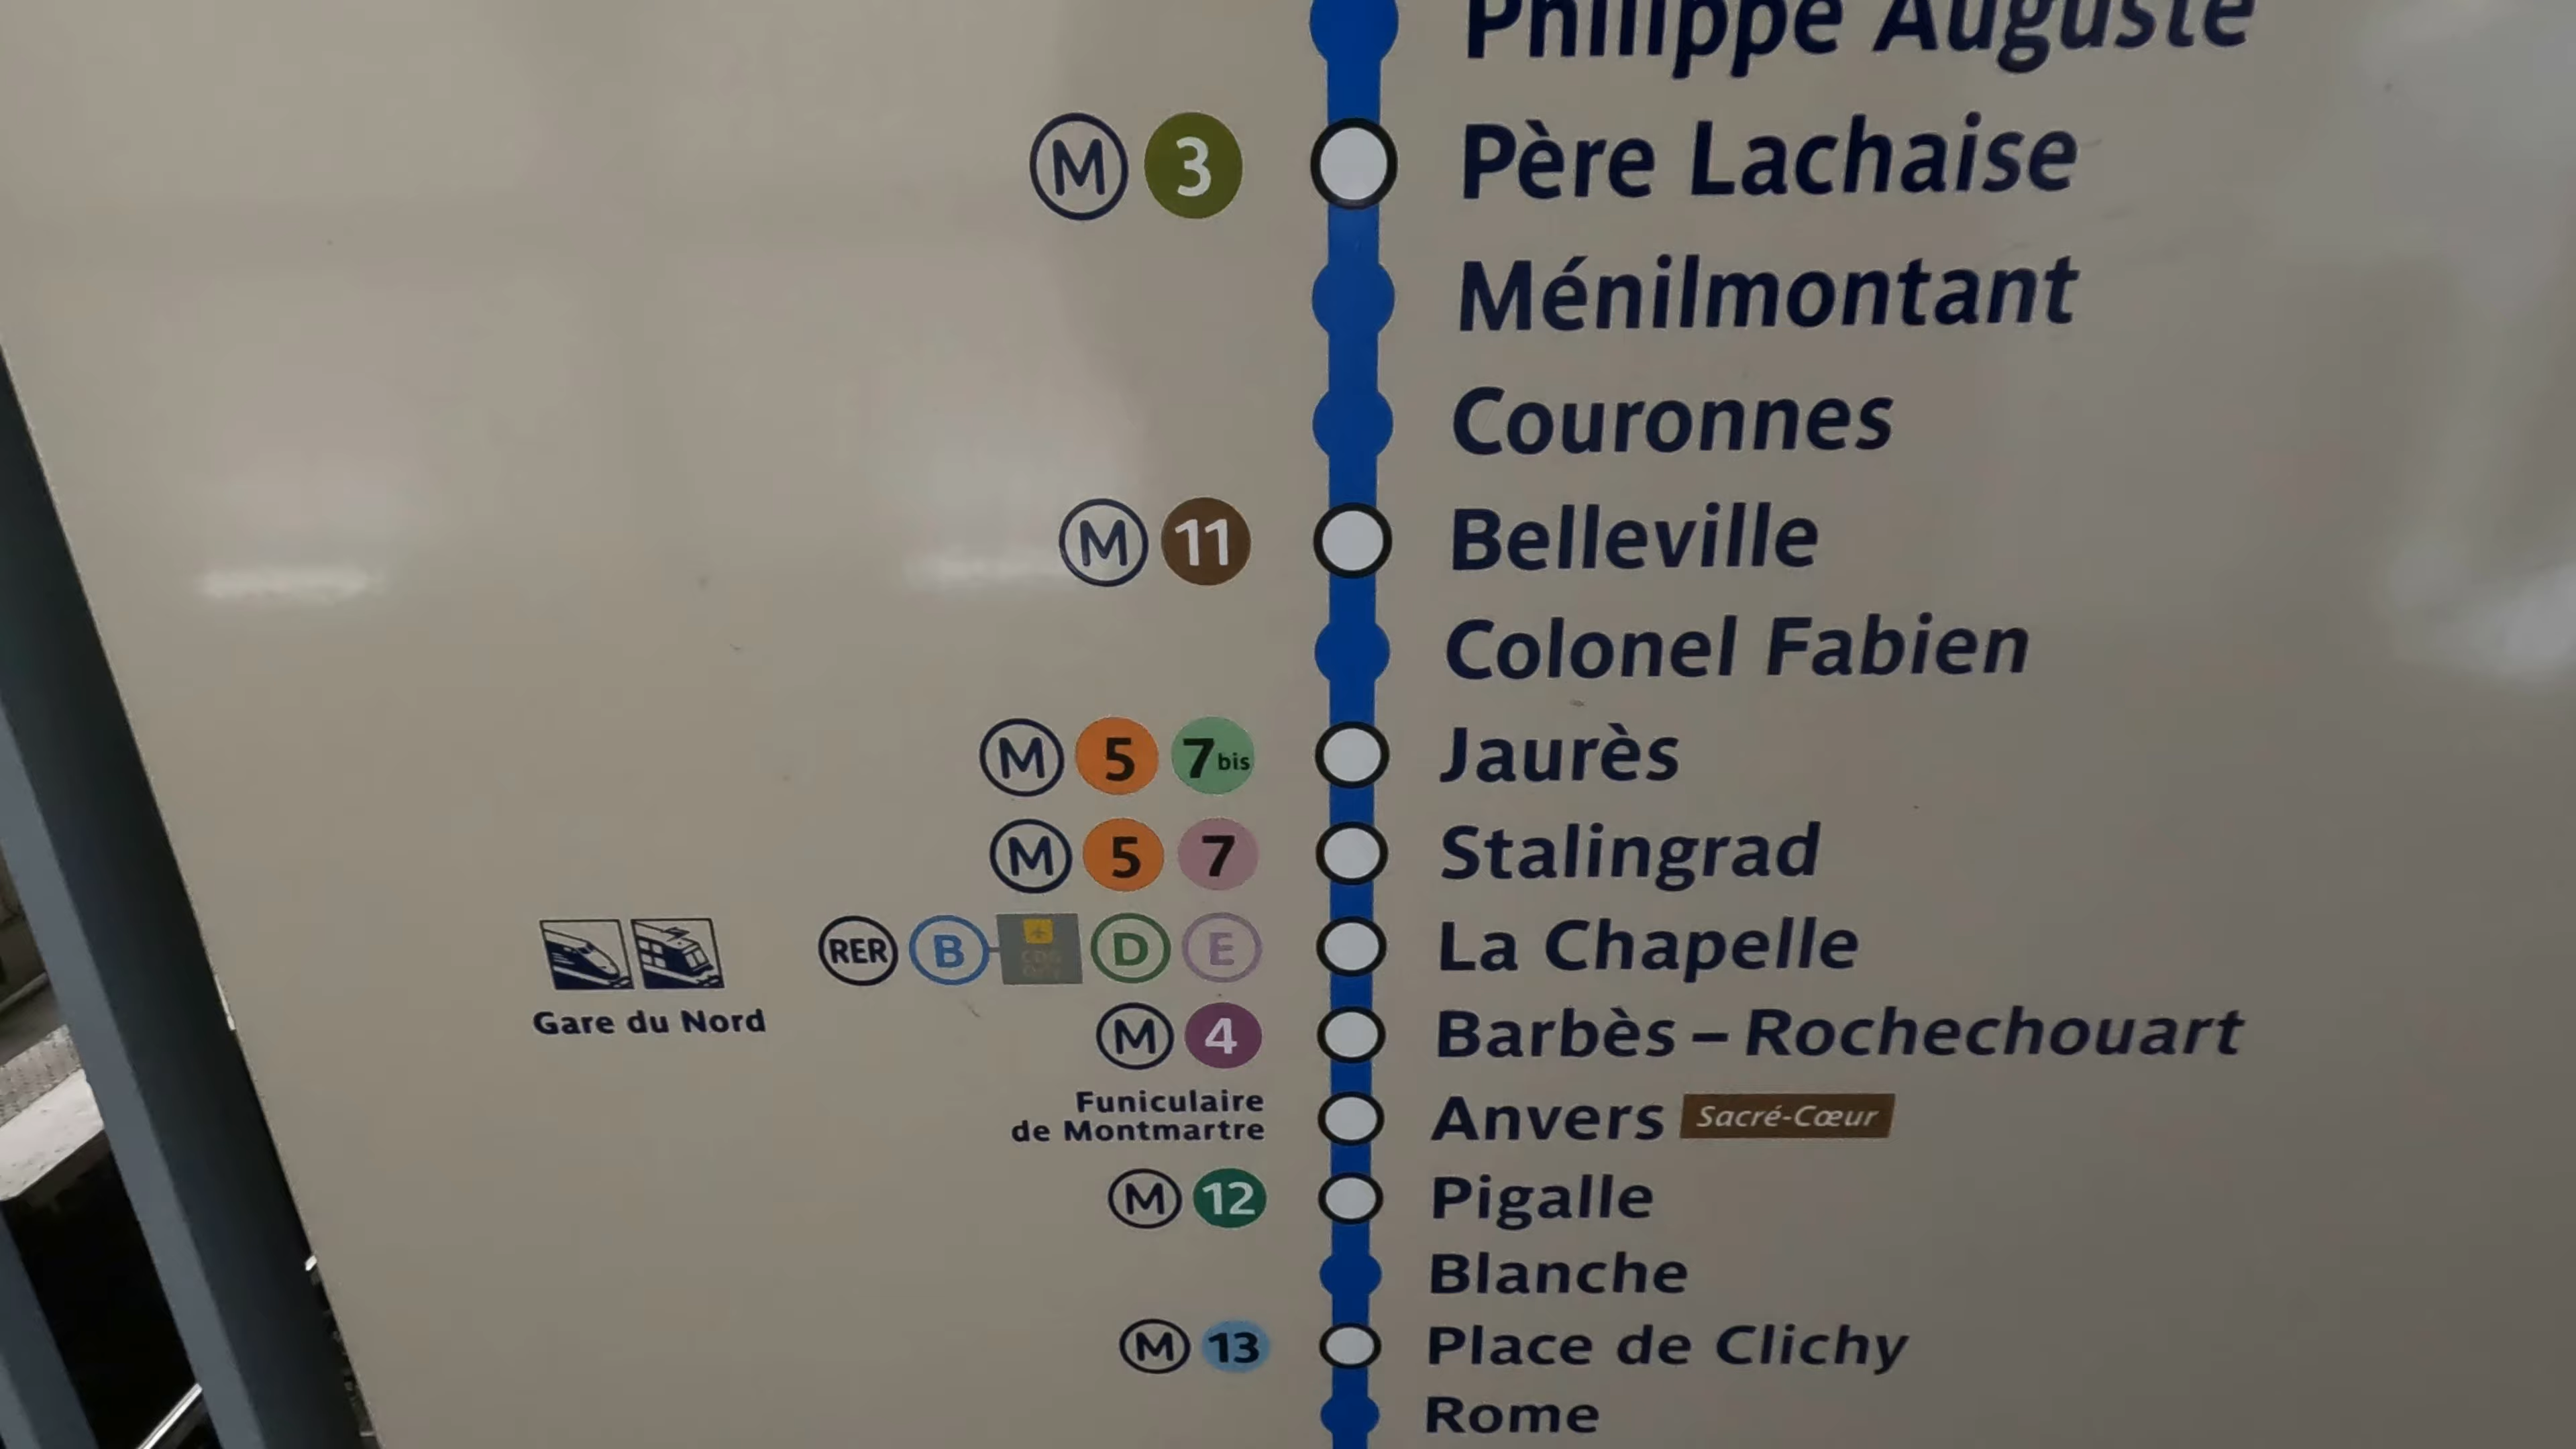 Philippe Auguste
M 3 Père Lachaise
Ménilmontant
Couronnes
M 11 Belleville
Colonel Fabien
M 5 7bis Jaurès
M 5 7 Stalingrad
RER B D E La Chapelle
Gare du Nord
M 4 Barbès – Rochechouart
Funiculaire
de Montmartre
Anvers Sacré-Cœur
M 12 Pigalle
Blanche
M 13 Place de Clichy
Rome